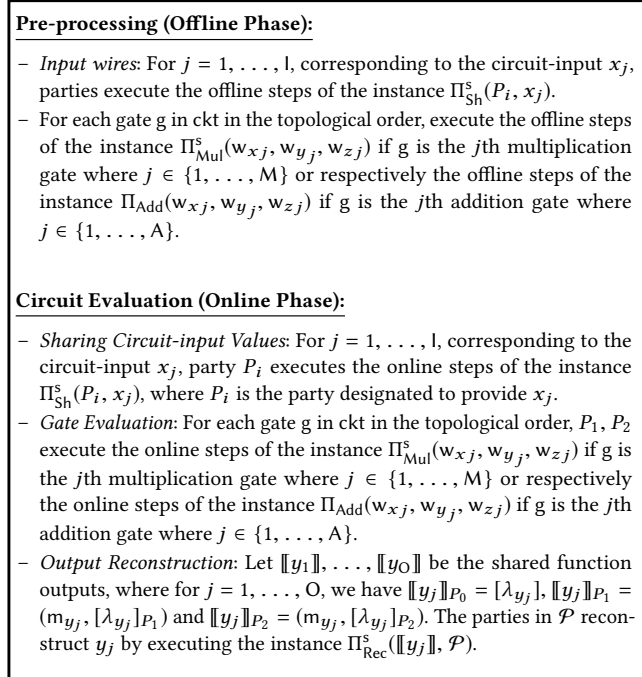 Pre-processing (Offline Phase):
– Input wires: For j = 1, . . . , I, corresponding to the circuit-input x_j,
parties execute the offline steps of the instance Π^s_Sh(P_i, x_j).
– For each gate g in ckt in the topological order, execute the offline steps
of the instance Π^s_Mul(w_{x_j}, w_{y_j}, w_{z_j}) if g is the jth multiplication
gate where j ∈ {1, . . . , M} or respectively the offline steps of the
instance Π_Add(w_{x_j}, w_{y_j}, w_{z_j}) if g is the jth addition gate where
j ∈ {1, . . . , A}.
Circuit Evaluation (Online Phase):
– Sharing Circuit-input Values: For j = 1, . . . , I, corresponding to the
circuit-input x_j, party P_i executes the online steps of the instance
Π^s_Sh(P_i, x_j), where P_i is the party designated to provide x_j.
– Gate Evaluation: For each gate g in ckt in the topological order, P_1, P_2
execute the online steps of the instance Π^s_Mul(w_{x_j}, w_{y_j}, w_{z_j}) if g is
the jth multiplication gate where j ∈ {1, . . . , M} or respectively
the online steps of the instance Π_Add(w_{x_j}, w_{y_j}, w_{z_j}) if g is the jth
addition gate where j ∈ {1, . . . , A}.
– Output Reconstruction: Let ⟦y_1⟧, . . . , ⟦y_O⟧ be the shared function
outputs, where for j = 1, . . . , O, we have ⟦y_j⟧_{P_0} = [λ_{y_j}], ⟦y_j⟧_{P_1} =
(m_{y_j}, [λ_{y_j}]_{P_1}) and ⟦y_j⟧_{P_2} = (m_{y_j}, [λ_{y_j}]_{P_2}). The parties in 𝒫 recon-
struct y_j by executing the instance Π^s_Rec(⟦y_j⟧, 𝒫).